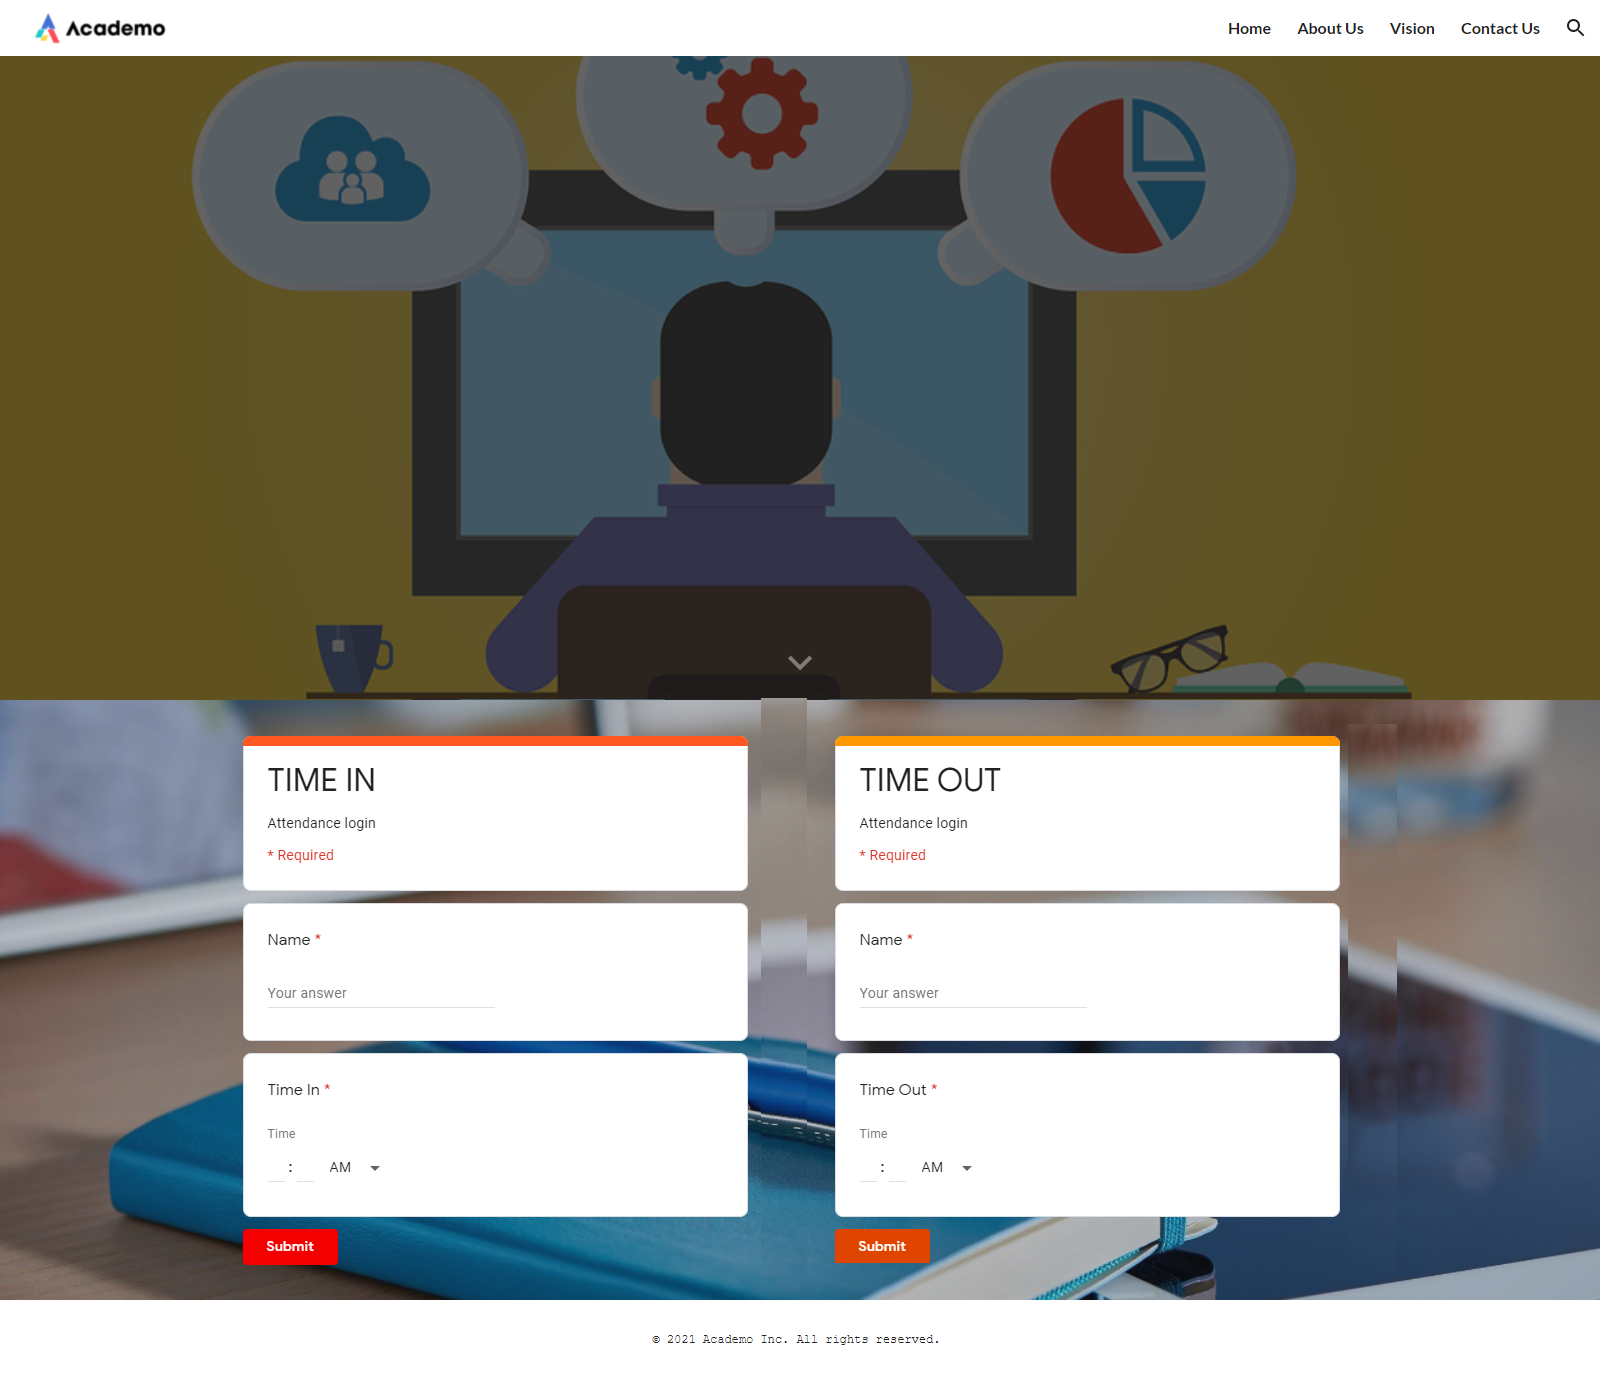 Academo
Home About Us Vision Contact Us
TIME IN
Attendance login
* Required
Name *
Your answer
Time In *
Time
: AM
Submit
TIME OUT
Attendance login
* Required
Name *
Your answer
Time Out *
Time
: AM
Submit
© 2021 Academo Inc. All rights reserved.